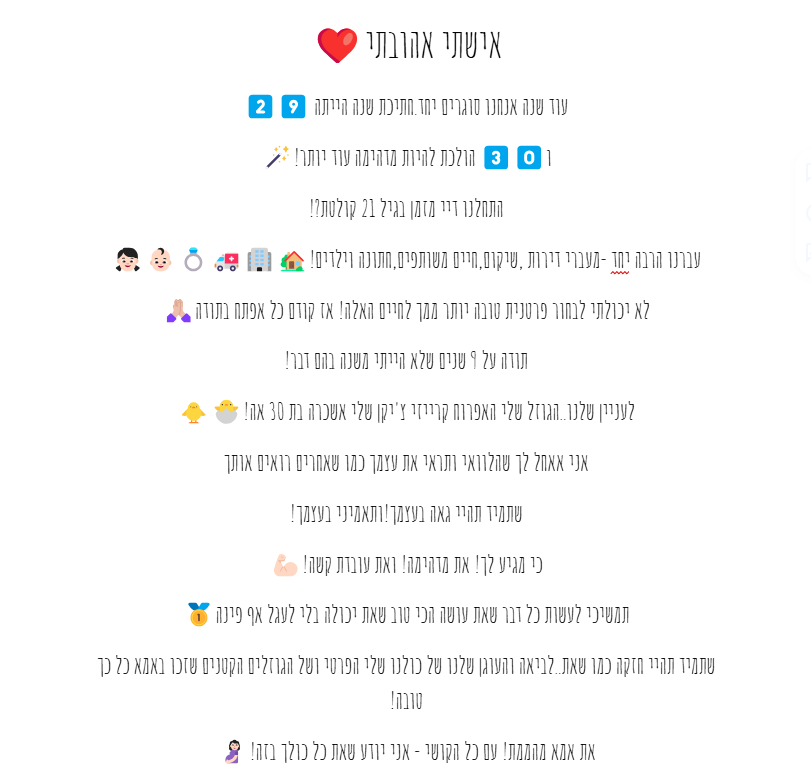 אישתי אהובתי ❤️
עוד שנה אנחנו סוגרים יחד.חתיכת שנה הייתה 9️⃣ 2️⃣
ו 0️⃣ 3️⃣ הולכת להיות מדהימה עוד יותר! 🪄
התחלנו דיי מזמן בגיל 21 קולטת?!
עברנו הרבה יחד -מעברי דירות ,שיקום,חיים משותפים,חתונה וילדים! 🏡 🏢 🚑 💍 👶🏻 👧🏻
לא יכולתי לבחור פרטנית טובה יותר ממך לחיים האלה! אז קודם כל אפתח בתודה 🙏🏻
תודה על 9 שנים שלא הייתי משנה בהם דבר!
לעניין שלנו..הגוזל שלי האפרוח קרייזי צ'יקן שלי אשכרה בת 30 אה! 🐣 🐥
אני אאחל לך שהלוואי ותראי את עצמך כמו שאחרים רואים אותך
שתמיד תהיי גאה בעצמך!ותאמיני בעצמך!
כי מגיע לך! את מדהימה! ואת עובדת קשה! 💪🏻
תמשיכי לעשות כל דבר שאת עושה הכי טוב שאת יכולה בלי לעגל אף פינה 🥇
שתמיד תהיי חזקה כמו שאת..לביאה והעוגן שלנו של כולנו שלי הפרטי ושל הגוזלים הקטנים שזכו באמא כל כך
טובה!
את אמא מהממת! עם כל הקושי - אני יודע שאת כל כולך בזה! 🤰🏻